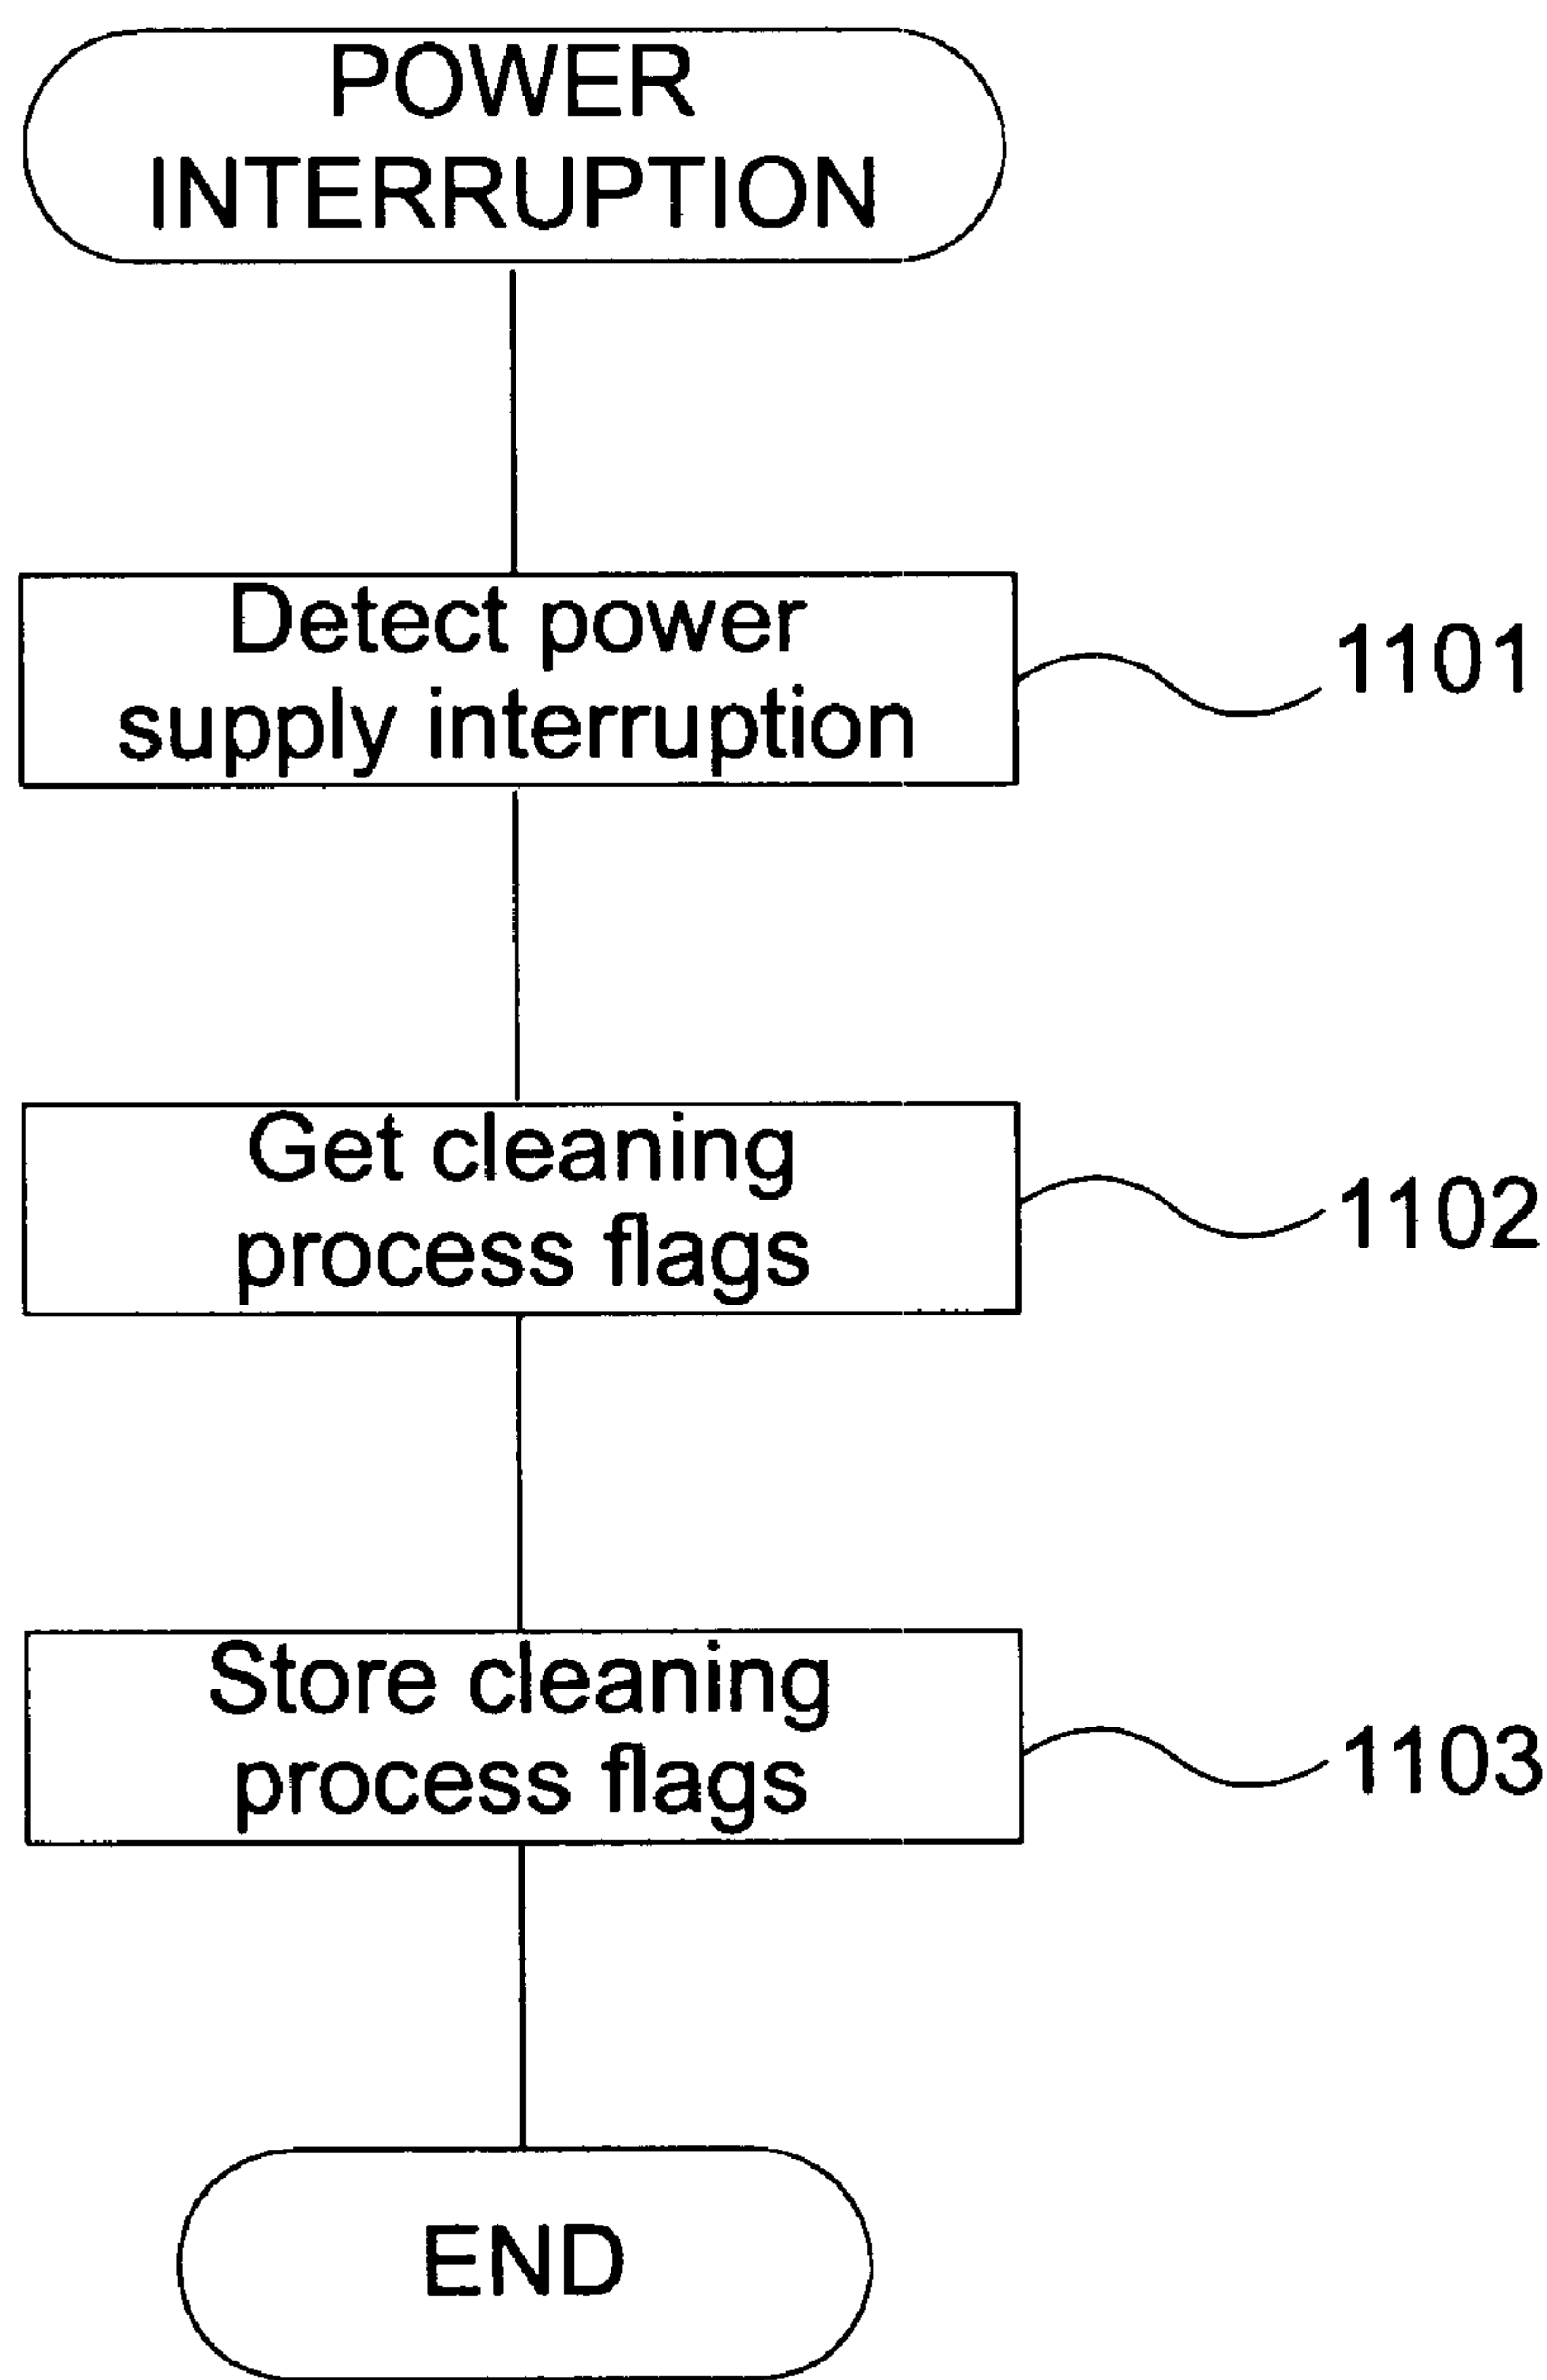 POWER
INTERRUPTION
Detect power
supply interruption
1101
Get cleaning
process flags
1102
Store cleaning
process flags
1103
END